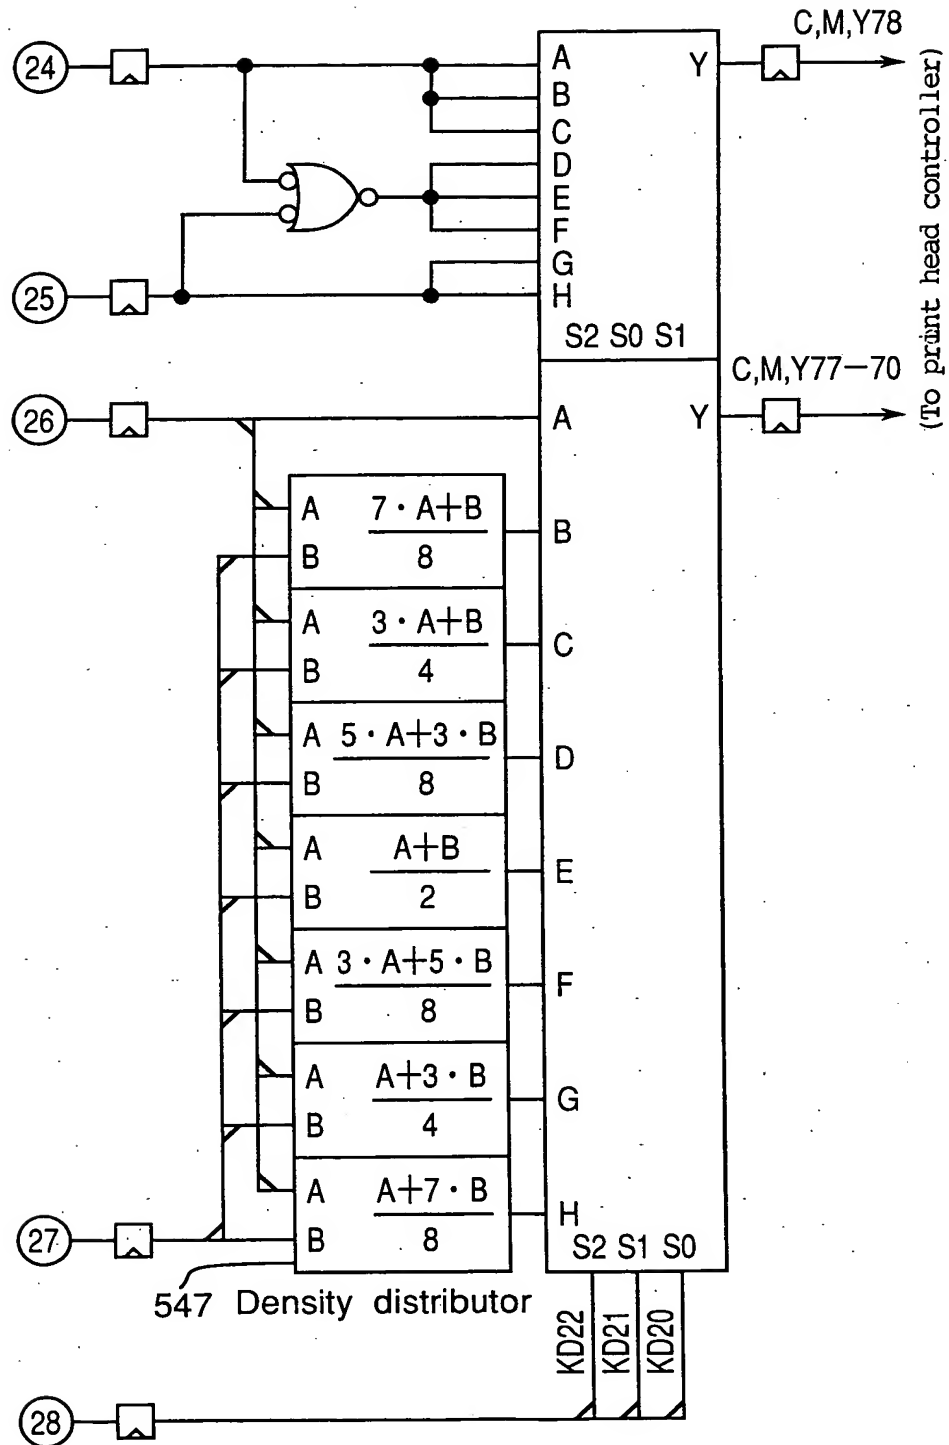 C,M,Y78
24
A Y
B
C
D
E
F
G
25
H
S2 S0 S1
(To print head controller)
C,M,Y77–70
26
A Y
A 7・A+B
B 8
B
A 3・A+B
B 4
C
A 5・A+3・B
B 8
D
A A+B
B 2
E
A 3・A+5・B
B 8
F
A A+3・B
B 4
G
A A+7・B
B 8
H
27
S2 S1 S0
547 Density distributor
KD22
KD21
KD20
28